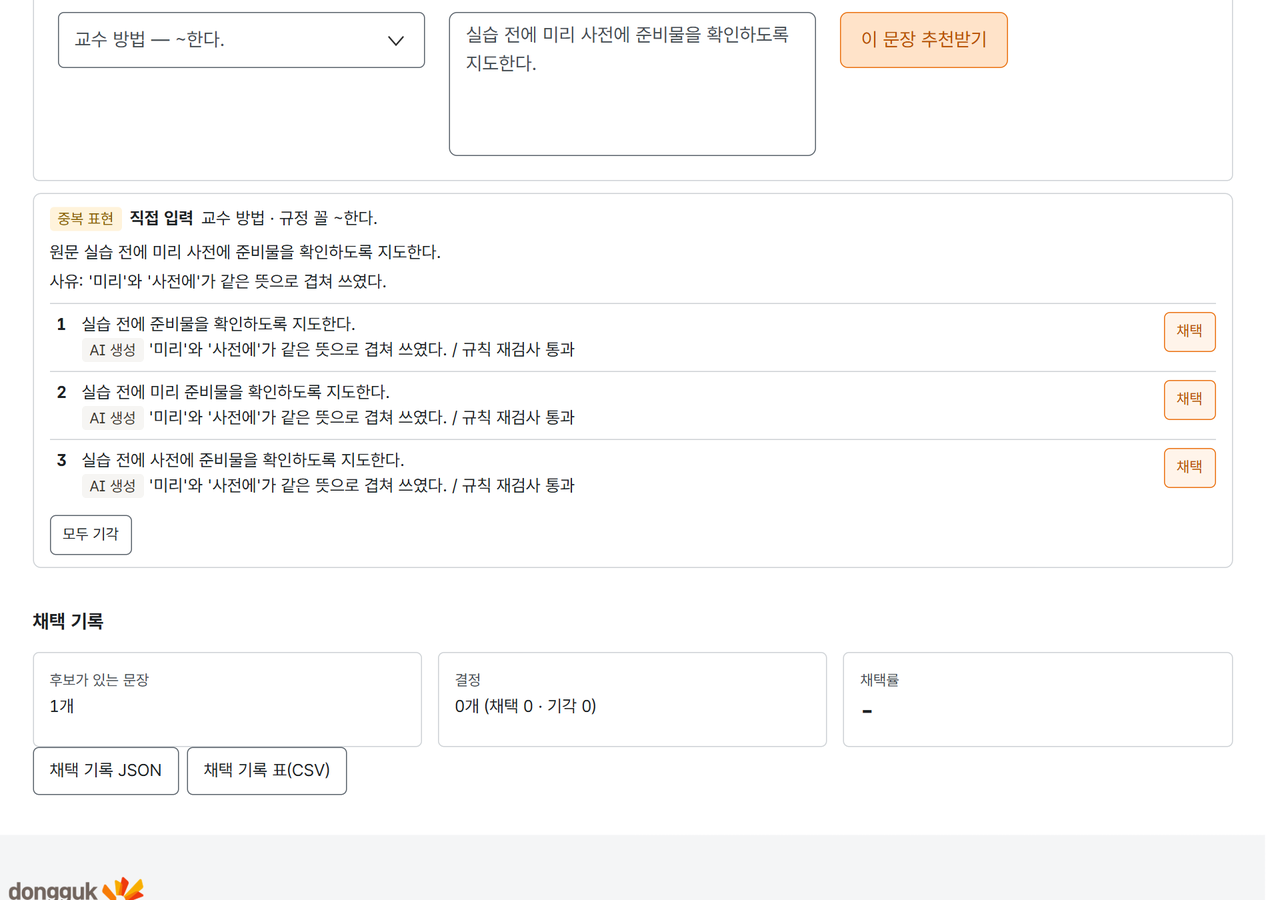 교수 방법 — ~한다.
실습 전에 미리 사전에 준비물을 확인하도록
지도한다.
이 문장 추천받기
중복 표현 직접 입력 교수 방법 · 규정 꼴 ~한다.
원문 실습 전에 미리 사전에 준비물을 확인하도록 지도한다.
사유: '미리'와 '사전에'가 같은 뜻으로 겹쳐 쓰였다.
1 실습 전에 준비물을 확인하도록 지도한다.
채택
AI 생성 '미리'와 '사전에'가 같은 뜻으로 겹쳐 쓰였다. / 규칙 재검사 통과
2 실습 전에 미리 준비물을 확인하도록 지도한다.
채택
AI 생성 '미리'와 '사전에'가 같은 뜻으로 겹쳐 쓰였다. / 규칙 재검사 통과
3 실습 전에 사전에 준비물을 확인하도록 지도한다.
채택
AI 생성 '미리'와 '사전에'가 같은 뜻으로 겹쳐 쓰였다. / 규칙 재검사 통과
모두 기각
채택 기록
후보가 있는 문장
1개
결정
0개 (채택 0 · 기각 0)
채택률
–
채택 기록 JSON
채택 기록 표(CSV)
dongguk